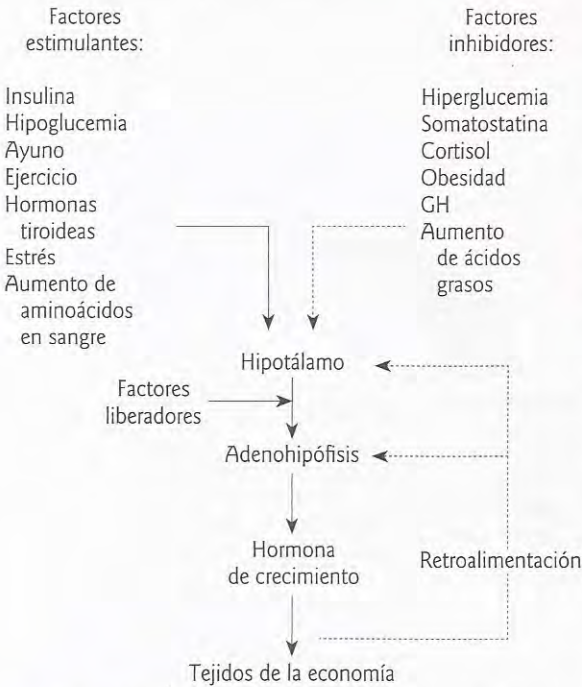 Factores
estimulantes:
Insulina
Hipoglucemia
Ayuno
Ejercicio
Hormonas
tiroideas
Estrés
Aumento de
aminoácidos
en sangre
Factores
inhibidores:
Hiperglucemia
Somatostatina
Cortisol
Obesidad
GH
Aumento
de ácidos
grasos
Hipotálamo
Factores
liberadores
Adenohipófisis
Hormona
de crecimiento
Retroalimentación
Tejidos de la economía